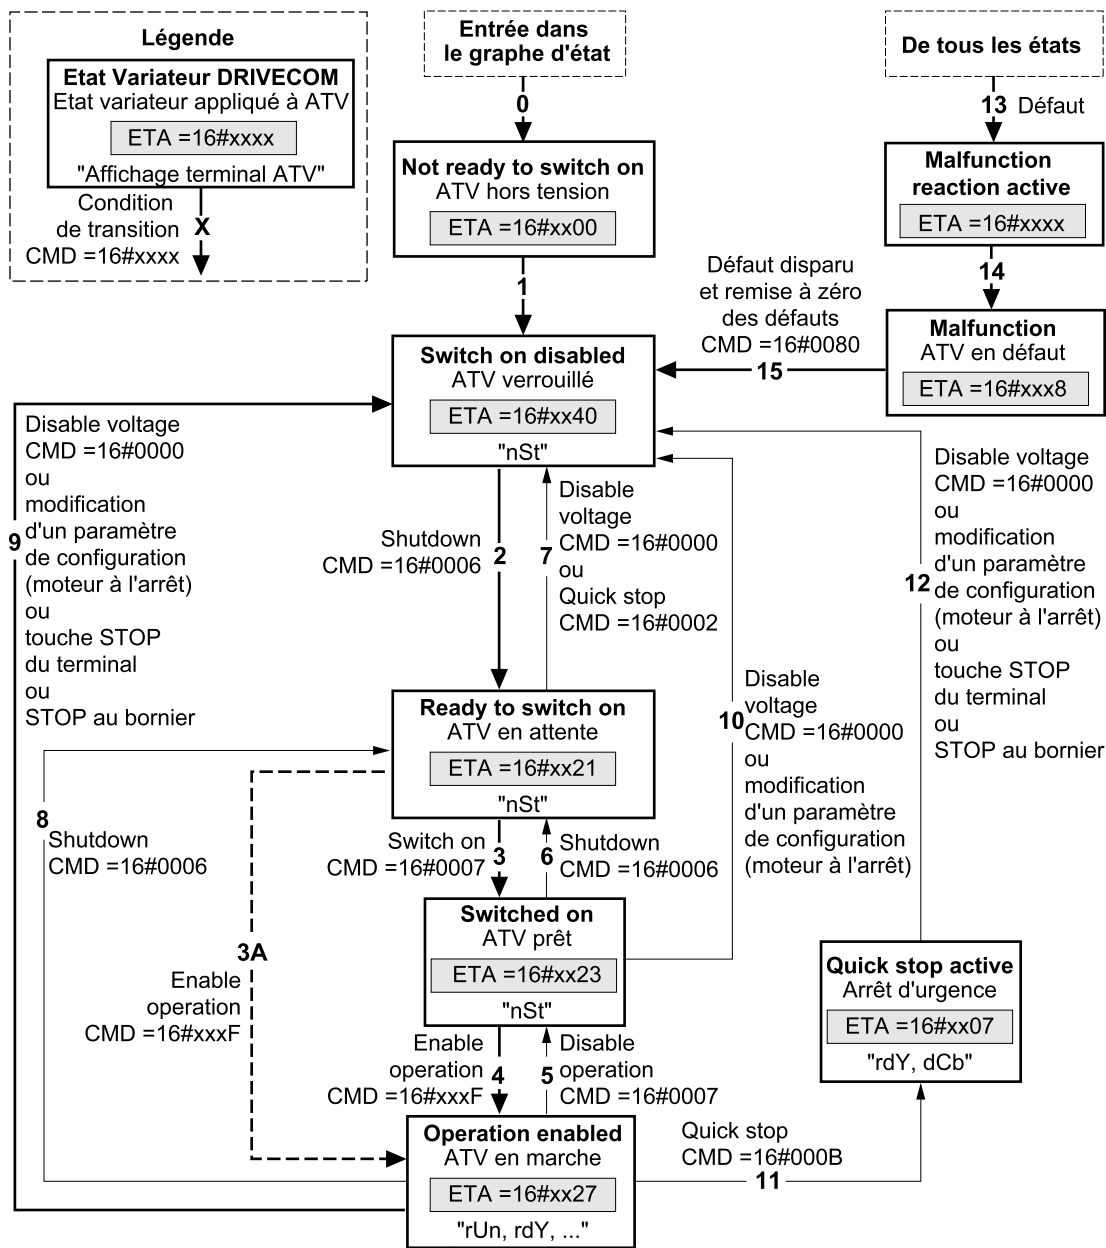 Légende
Etat Variateur DRIVECOM
Etat variateur appliqué à ATV
ETA =16#xxxx
"Affichage terminal ATV"
Condition
de transition
X
CMD =16#xxxx
Entrée dans
le graphe d'état
0
Not ready to switch on
ATV hors tension
ETA =16#xx00
1
De tous les états
13 Défaut
Malfunction
reaction active
ETA =16#xxxx
14
Malfunction
ATV en défaut
ETA =16#xxx8
Défaut disparu
et remise à zéro
des défauts
CMD =16#0080
15
Switch on disabled
ATV verrouillé
ETA =16#xx40
"nSt"
9
Disable voltage
CMD =16#0000
ou
modification
d'un paramètre
de configuration
(moteur à l'arrêt)
ou
touche STOP
du terminal
ou
STOP au bornier
Shutdown
CMD =16#0006
2
7
Disable
voltage
CMD =16#0000
ou
Quick stop
CMD =16#0002
12
Disable voltage
CMD =16#0000
ou
modification
d'un paramètre
de configuration
(moteur à l'arrêt)
ou
touche STOP
du terminal
ou
STOP au bornier
10
Disable
voltage
CMD =16#0000
ou
modification
d'un paramètre
de configuration
(moteur à l'arrêt)
Ready to switch on
ATV en attente
ETA =16#xx21
"nSt"
8
Shutdown
CMD =16#0006
Switch on
CMD =16#0007
3
6
Shutdown
CMD =16#0006
Switched on
ATV prêt
ETA =16#xx23
"nSt"
3A
Enable
operation
CMD =16#xxxF
Enable
operation
CMD =16#xxxF
4
5
Disable
operation
CMD =16#0007
Quick stop active
Arrêt d'urgence
ETA =16#xx07
"rdY, dCb"
Operation enabled
ATV en marche
ETA =16#xx27
"rUn, rdY, ..."
Quick stop
CMD =16#000B
11